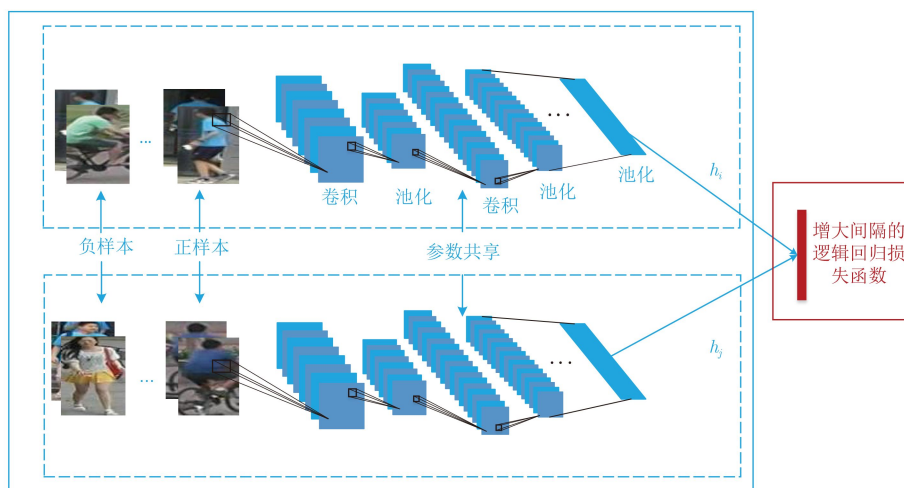 ...
...
h_i
卷积
池化
卷积
池化
池化
负样本
正样本
参数共享
增大间隔的
逻辑回归损
失函数
...
...
h_j